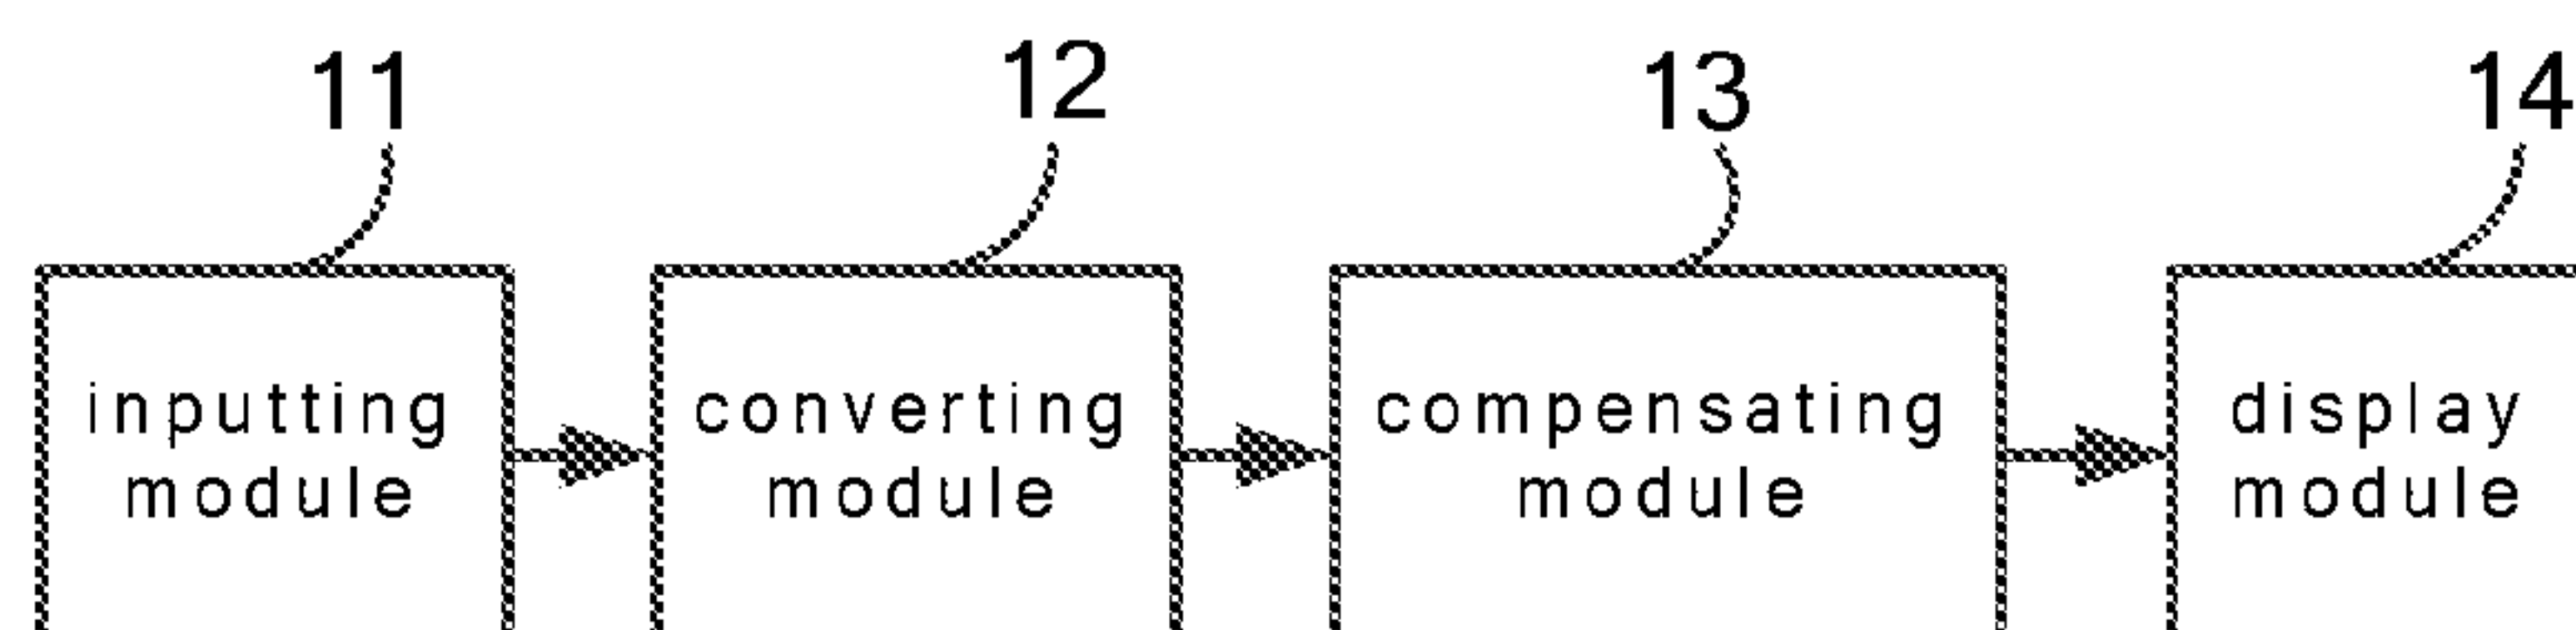 11
12
13
14
inputting
module
converting
module
compensating
module
display
module